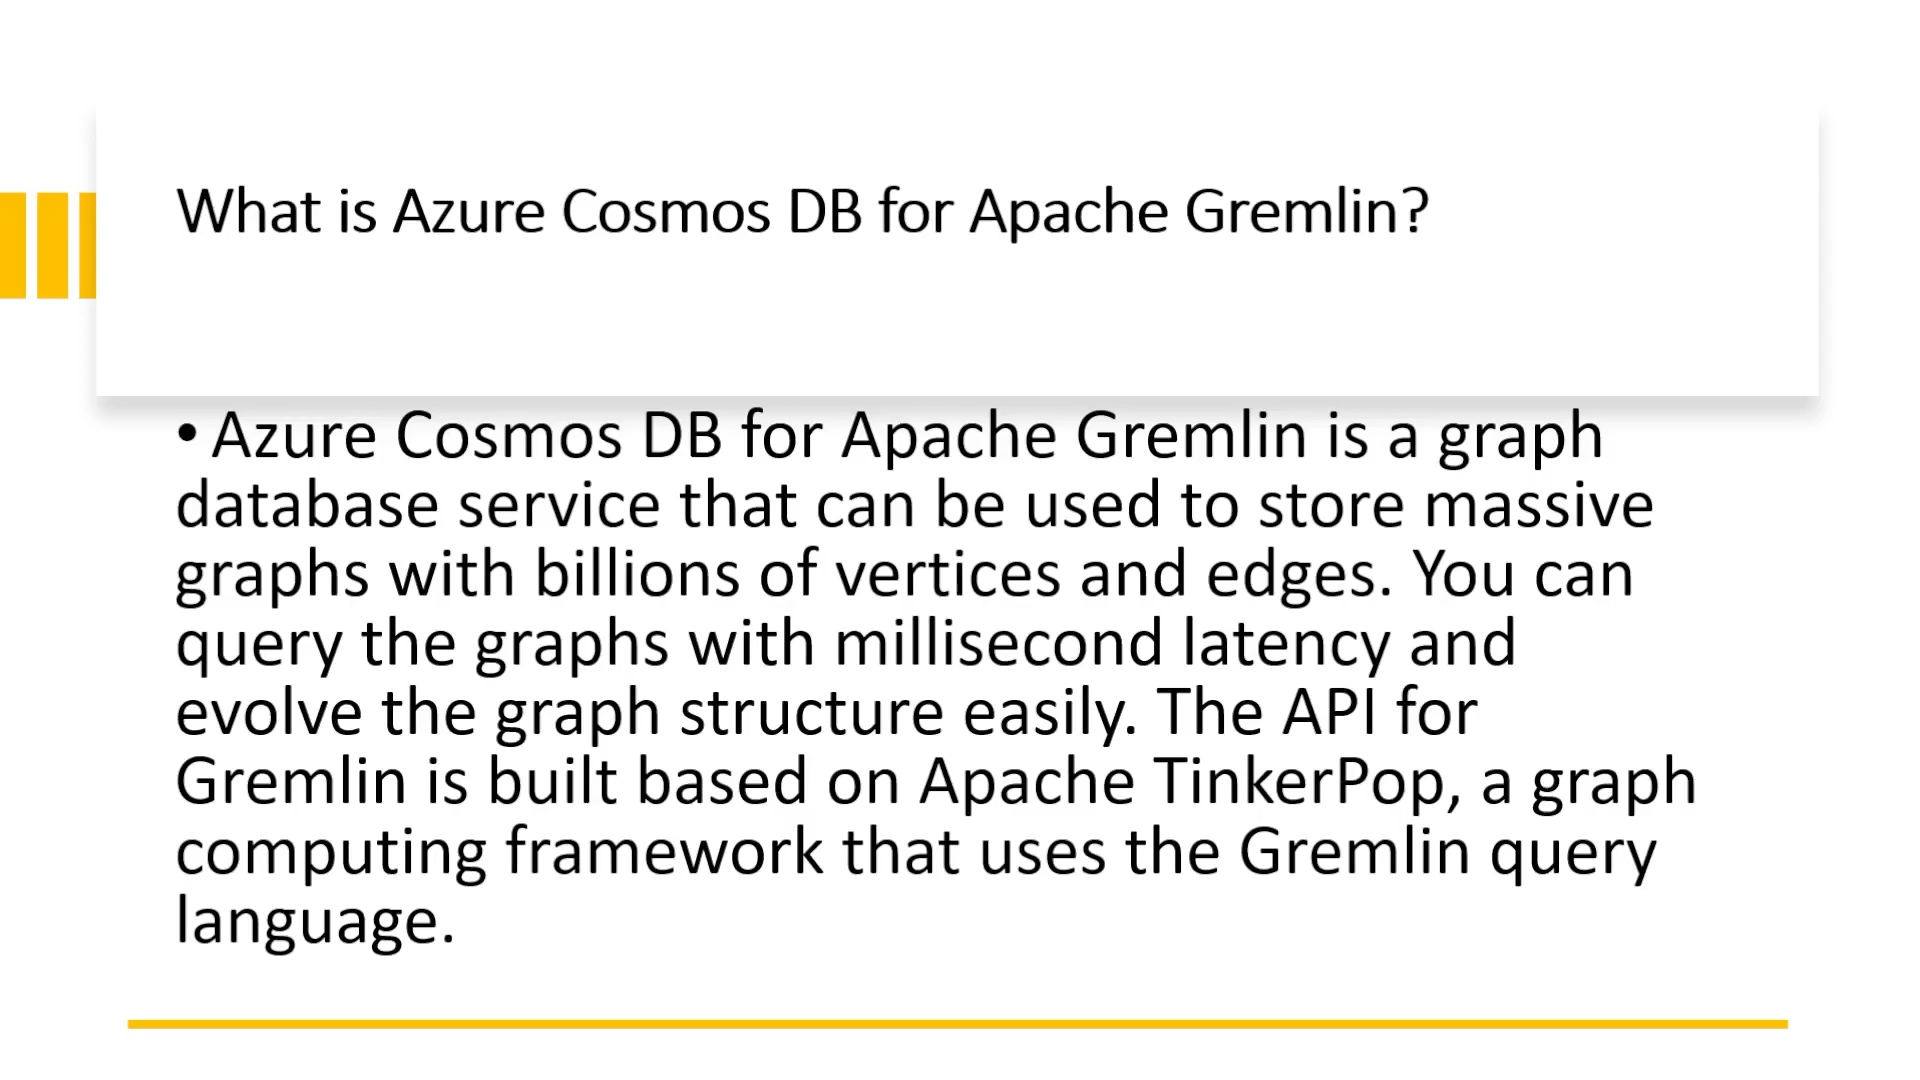 What is Azure Cosmos DB for Apache Gremlin?
• Azure Cosmos DB for Apache Gremlin is a graph
database service that can be used to store massive
graphs with billions of vertices and edges. You can
query the graphs with millisecond latency and
evolve the graph structure easily. The API for
Gremlin is built based on Apache TinkerPop, a graph
computing framework that uses the Gremlin query
language.